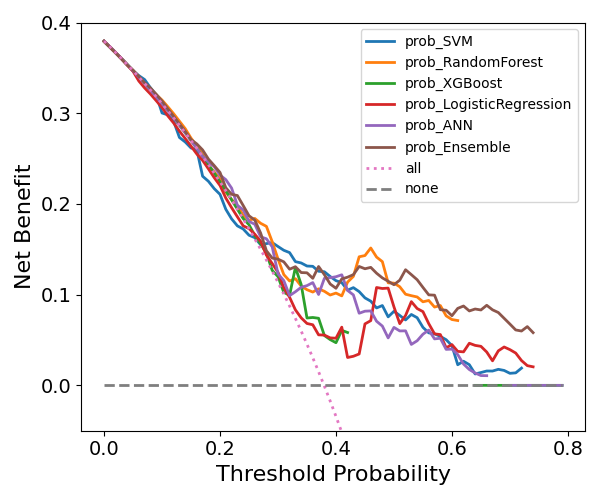 0.4
0.3
0.2
0.1
0.0
Net Benefit
prob_SVM
prob_RandomForest
prob_XGBoost
prob_LogisticRegression
prob_ANN
prob_Ensemble
all
none
0.0 0.2 0.4 0.6 0.8
Threshold Probability